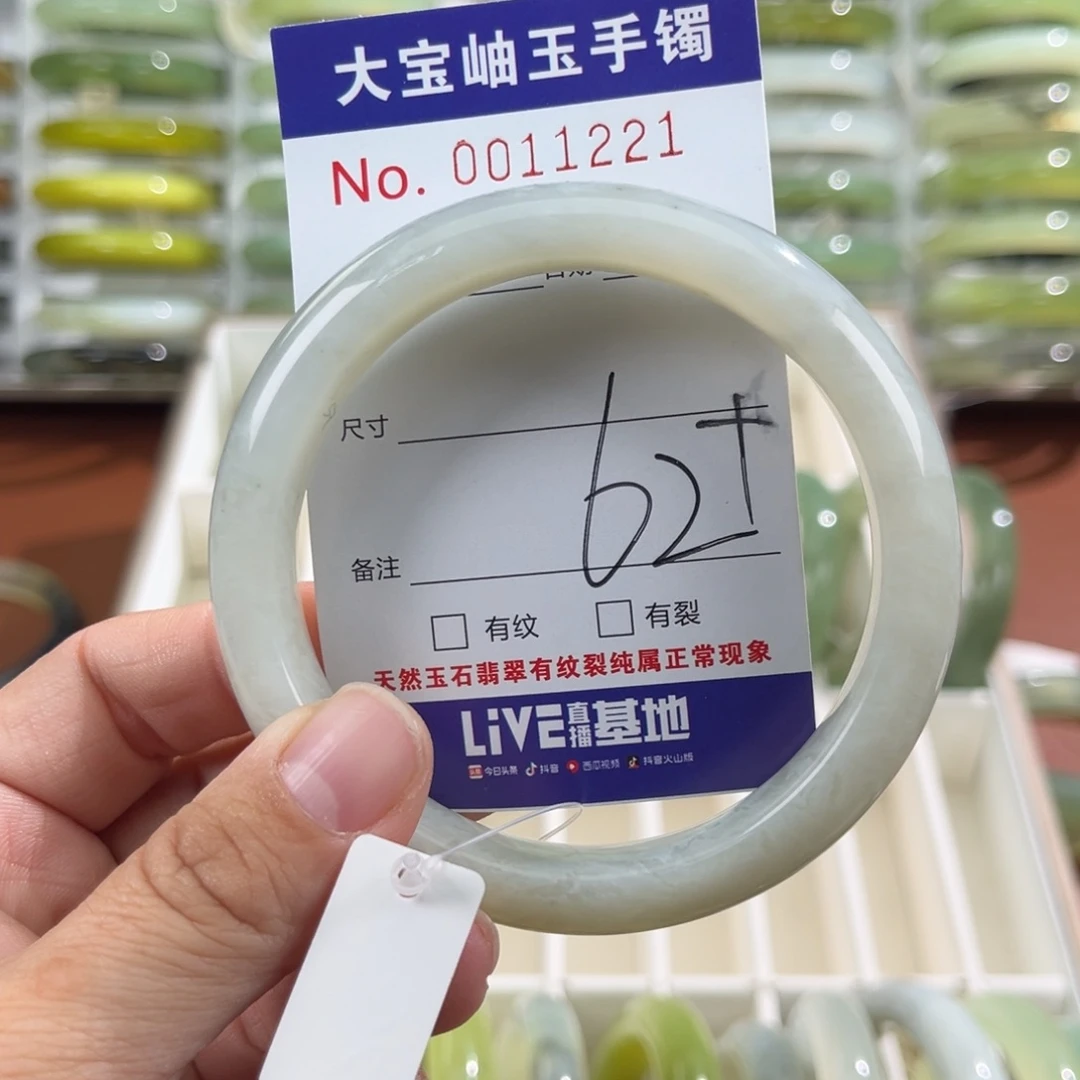 大宝岫玉手镯
No. 0011221
尺寸
62+
备注
□ 有纹 □ 有裂
天然玉石翡翠有纹裂纯属正常现象
LiVE直播基地
今日头条 抖音 西瓜视频 抖音火山版